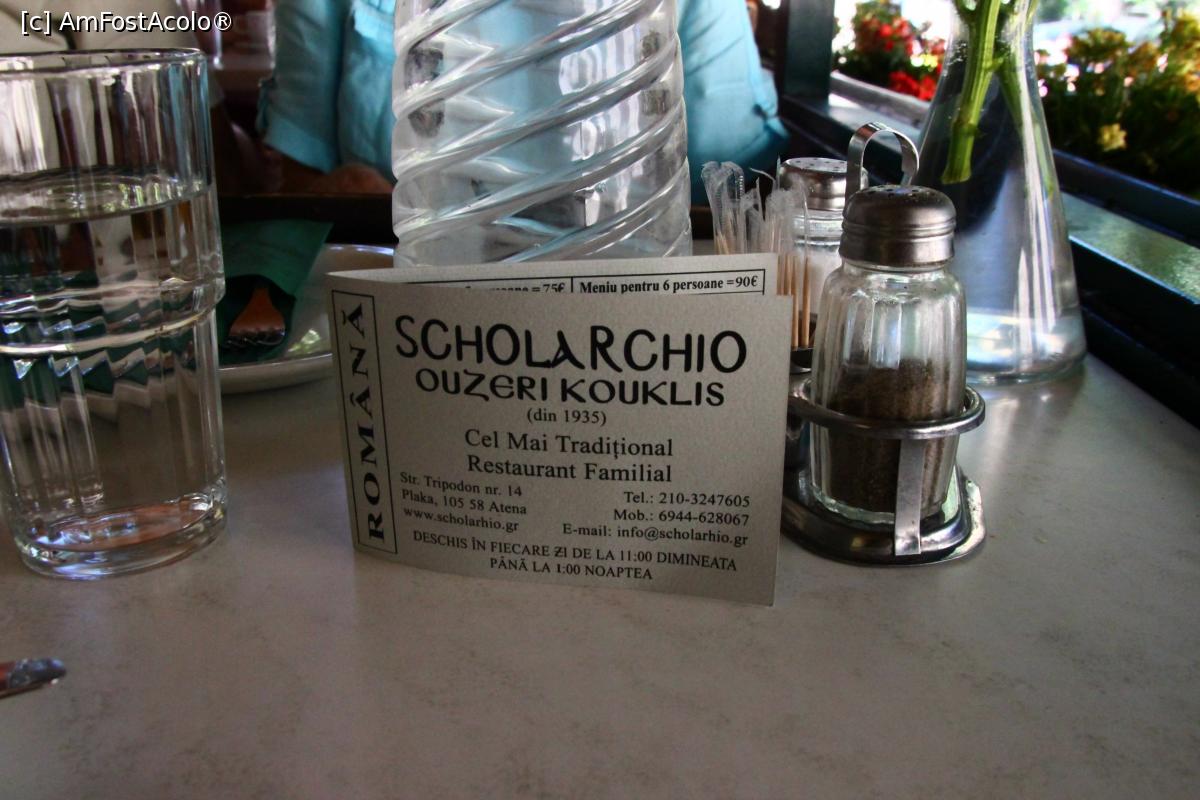 [c] AmFostAcolo®
persoane =75€
Meniu pentru 6 persoane =90€
ROMÂNĂ
SCHOLARCHIO
OUZERI KOUKLIS
(din 1935)
Cel Mai Tradițional
Restaurant Familial
Str. Tripodon nr. 14
Plaka, 105 58 Atena
www.scholarhio.gr
Tel.: 210-3247605
Mob.: 6944-628067
E-mail: info@scholarhio.gr
DESCHIS ÎN FIECARE ZI DE LA 11:00 DIMINEATA
PÂNĂ LA 1:00 NOAPTEA